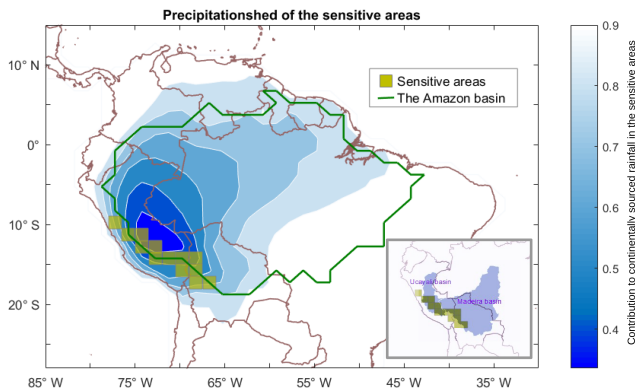 Precipitationshed of the sensitive areas
10° N
0°
10° S
20° S
85° W
75° W
65° W
55° W
45° W
35° W
Sensitive areas
The Amazon basin
Ucayali basin
Madeira basin
0.9
0.8
0.7
0.6
0.5
0.4
Contribution to continentally sourced rainfall in the sensitive areas